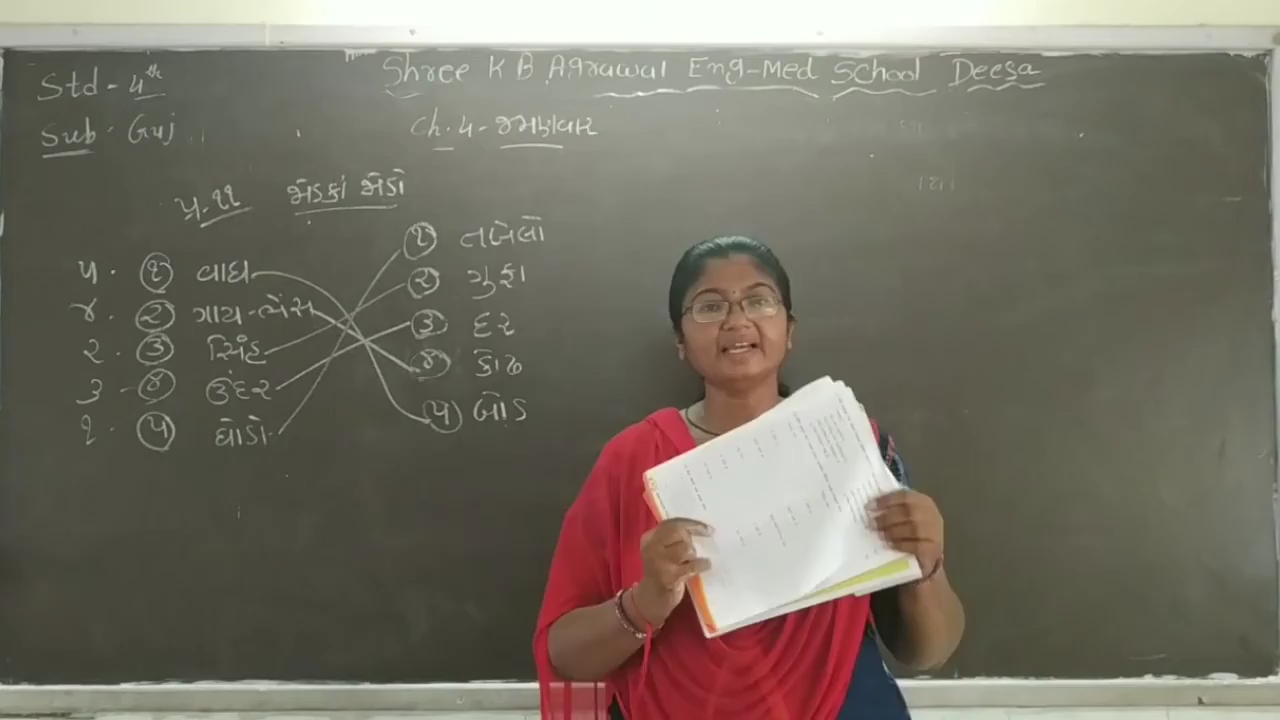 Std - 4th
Shree K B Agrawal Eng-Med School Deesa
Sub - Guj
Ch. 4 - જમણવાર
પ્ર.૧૧ જોડકાં જોડો
૫. ૧ વાઘ ૧ તબેલો
૪. ૨ ગાય-ભેંસ ૨ ગુફા
૨. ૩ સિંહ ૩ દર
૩ - ૪ ઉંદર ૪ કોઢ
૧. ૫ ઘોડો ૫ બોડ